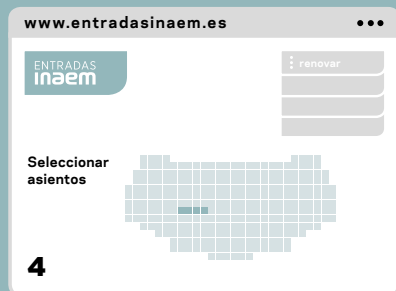 www.entradasinaem.es
ENTRADAS
inaem
renovar
Seleccionar
asientos
4